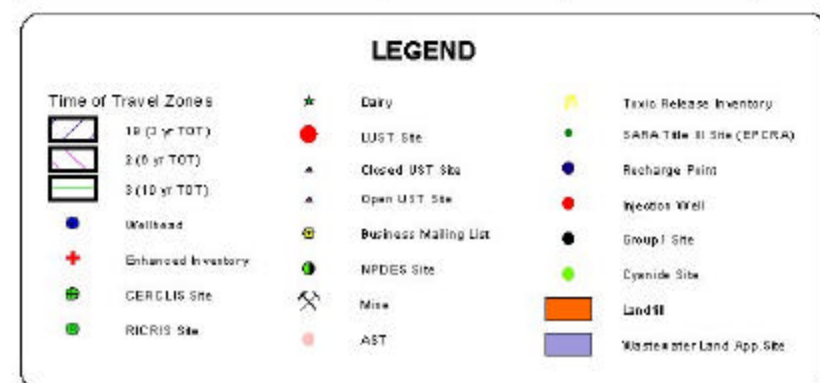 LEGEND
Time of Travel Zones
1B (3 yr TOT)
2 (6 yr TOT)
3 (10 yr TOT)
Wellhead
Enhanced Inventory
CERCLIS Site
RICRIS Site
Dairy
LUST Site
Closed UST Site
Open UST Site
Business Mailing List
NPDES Site
Mine
AST
Toxic Release Inventory
SARA Title III Site (EPCRA)
Recharge Point
Injection Well
Group1 Site
Cyanide Site
Landfill
Wastewater Land App.Site